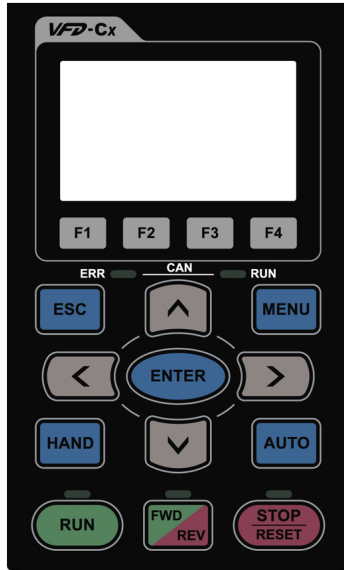 VFD-Cx
F1 F2 F3 F4
CAN
ERR RUN
ESC MENU
ENTER
HAND AUTO
RUN FWD REV STOP RESET